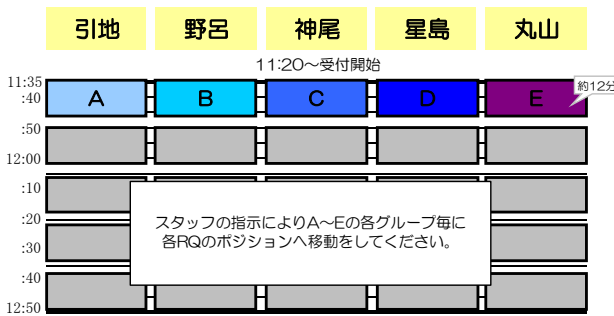 引地 野呂 神尾 星島 丸山
11:20～受付開始
11:35
:40
A B C D E
約12分
:50
12:00
:10
:20
スタッフの指示によりA～Eの各グループ毎に
各RQのポジションへ移動をしてください。
:30
:40
12:50